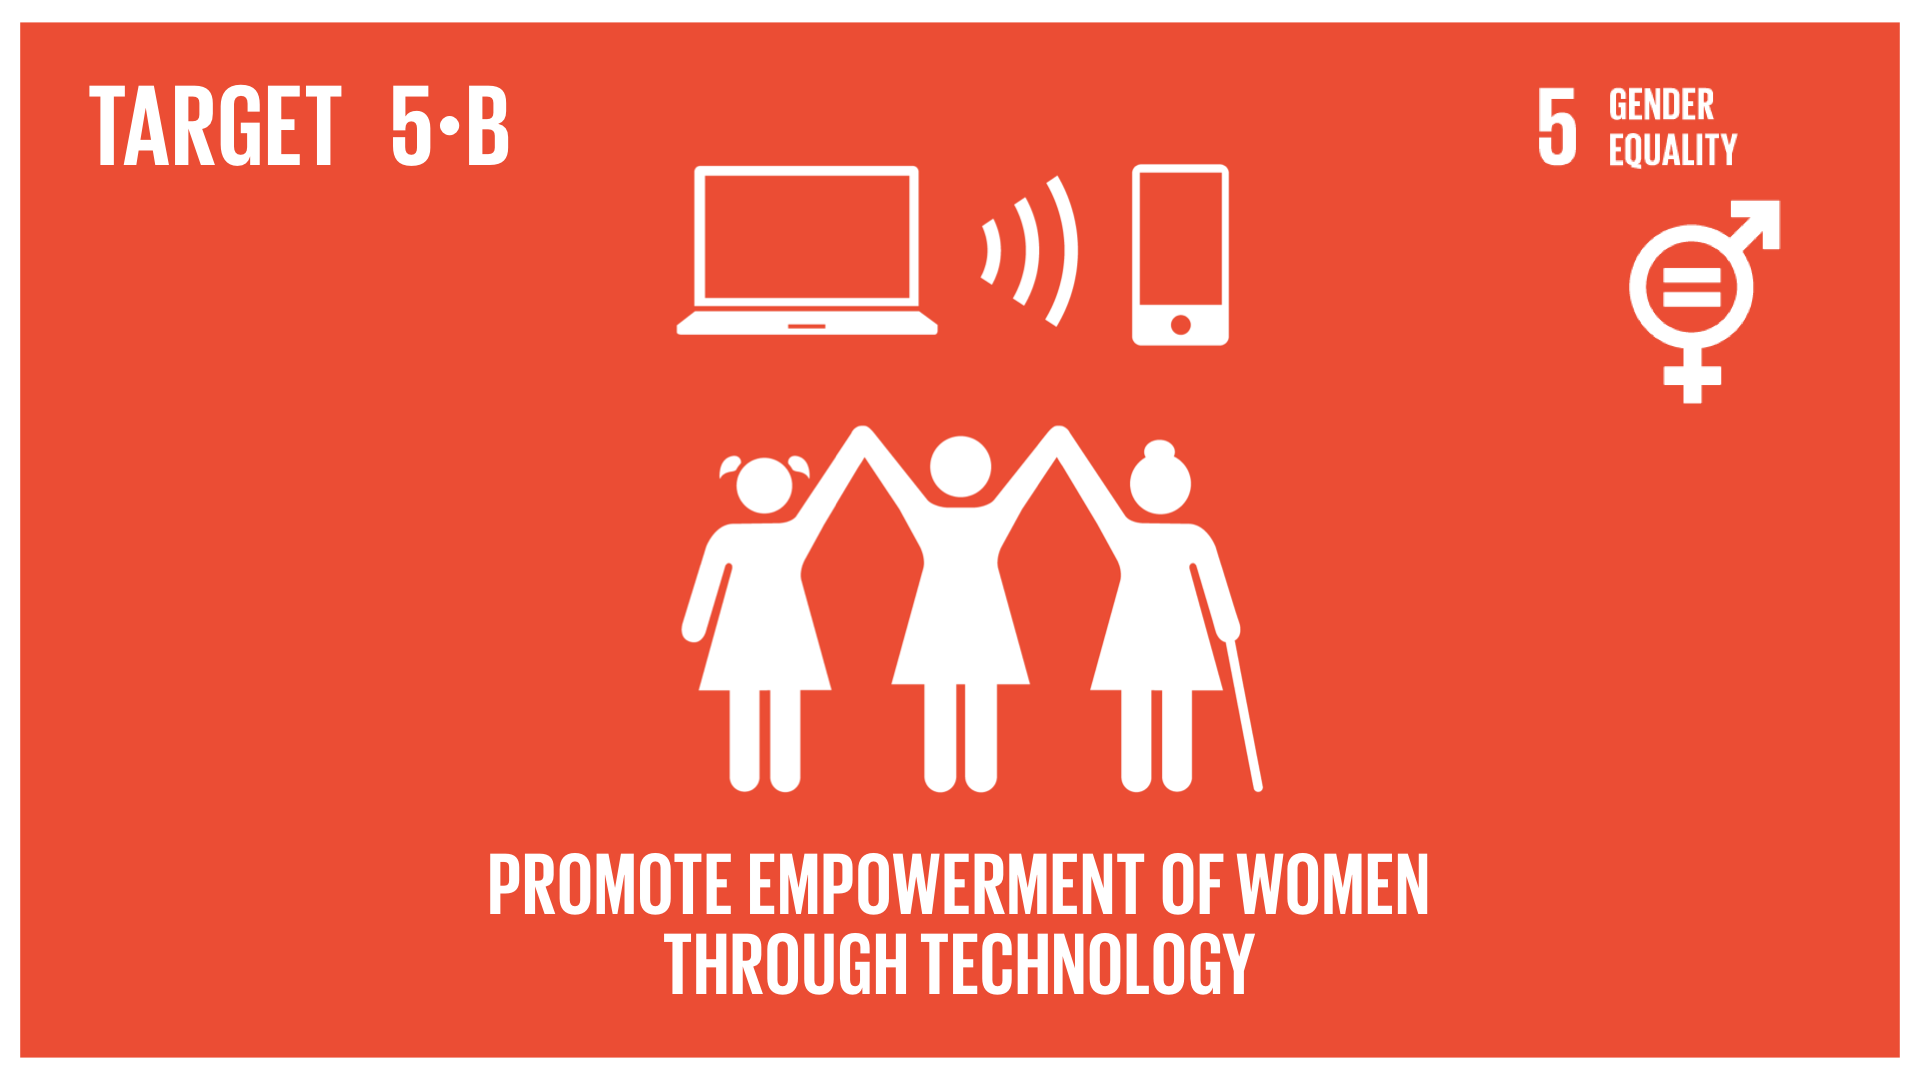 TARGET 5·B
5 GENDER
EQUALITY
PROMOTE EMPOWERMENT OF WOMEN
THROUGH TECHNOLOGY